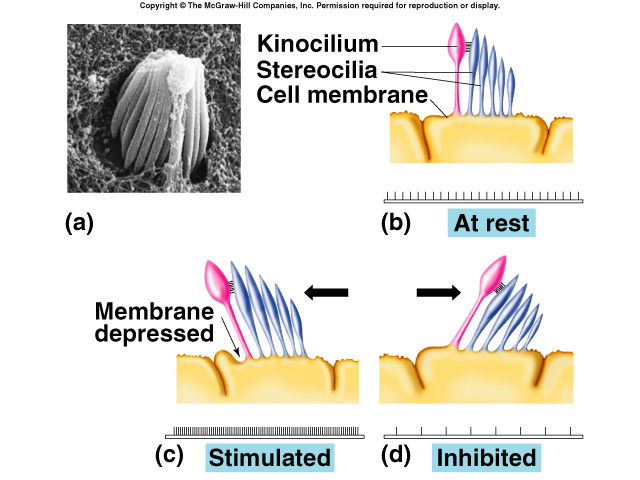 Copyright © The McGraw-Hill Companies, Inc. Permission required for reproduction or display.
Kinocilium
Stereocilia
Cell membrane
(a)
(b) At rest
Membrane
depressed
(c) Stimulated
(d) Inhibited